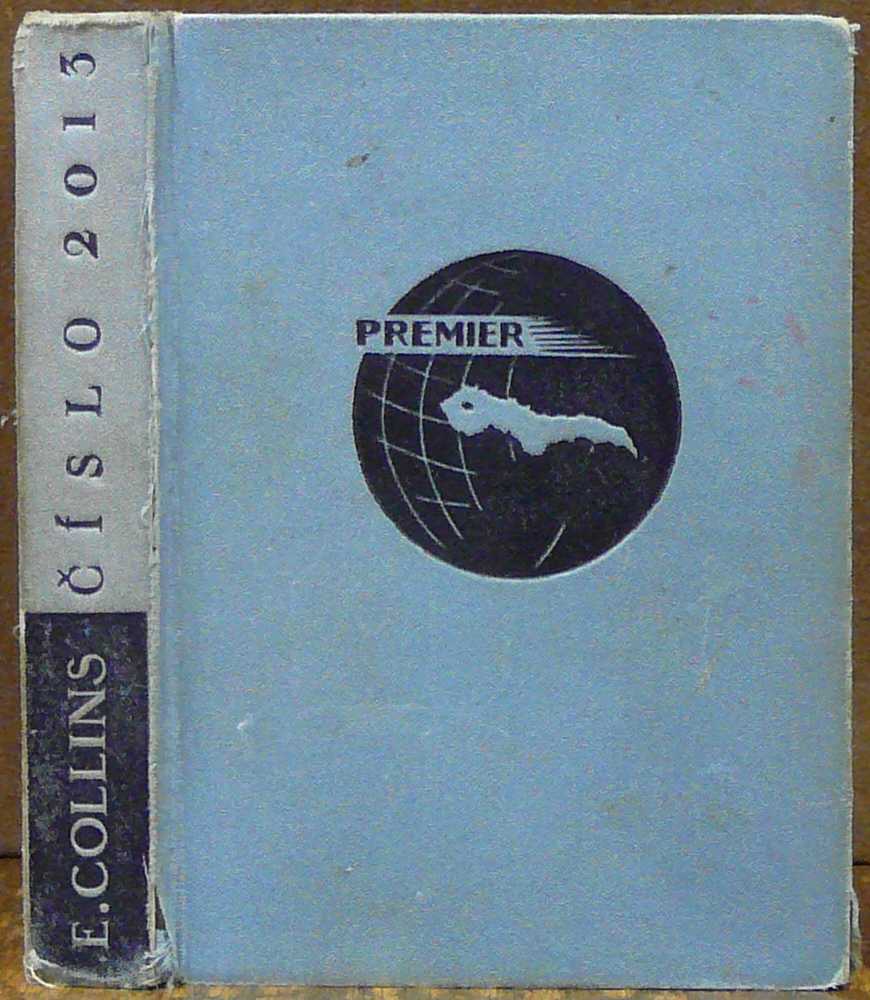 E. COLLINS
ČÍSLO 2013
PREMIER